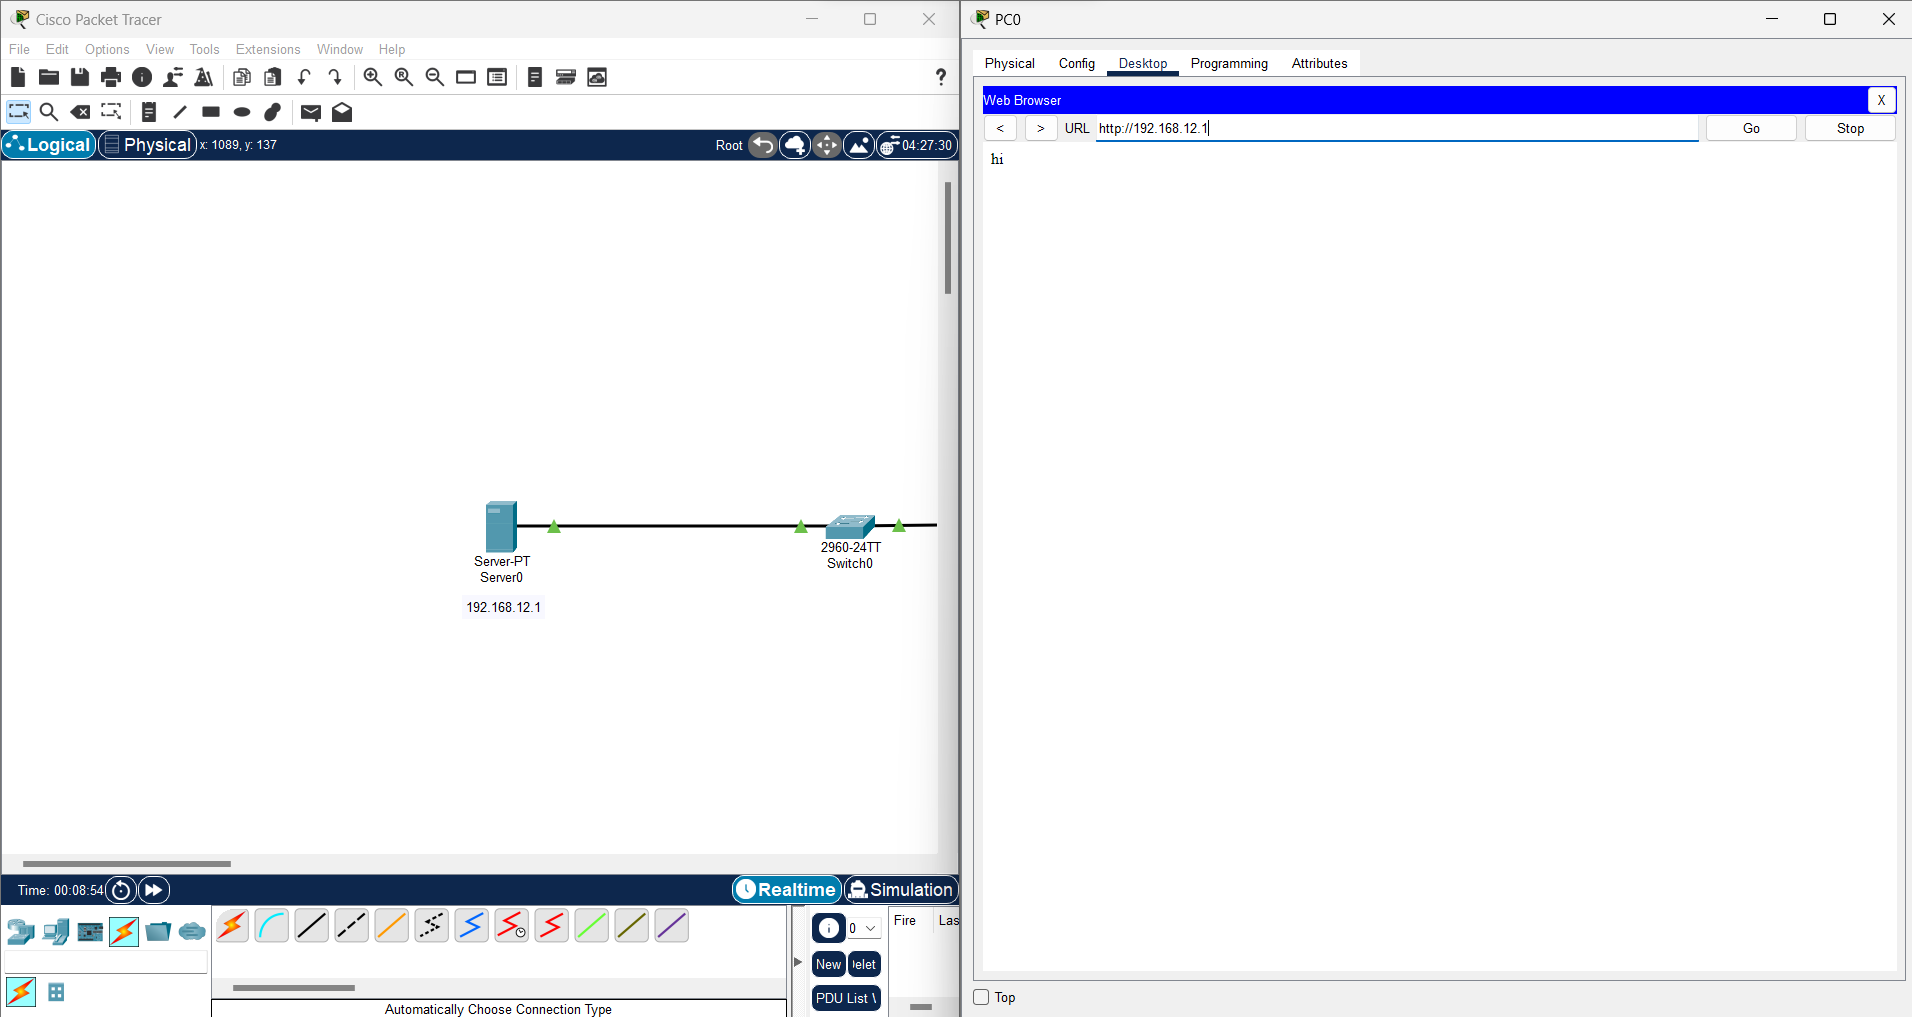 Cisco Packet Tracer
File Edit Options View Tools Extensions Window Help
?
Logical Physical x: 1089, y: 137 Root 04:27:30
Server-PT
Server0
192.168.12.1
2960-24TT
Switch0
Time: 00:08:54 Realtime Simulation
0 Fire Las
New elet
PDU List
Automatically Choose Connection Type
PC0
Physical Config Desktop Programming Attributes
Web Browser X
< > URL http://192.168.12.1 Go Stop
hi
Top